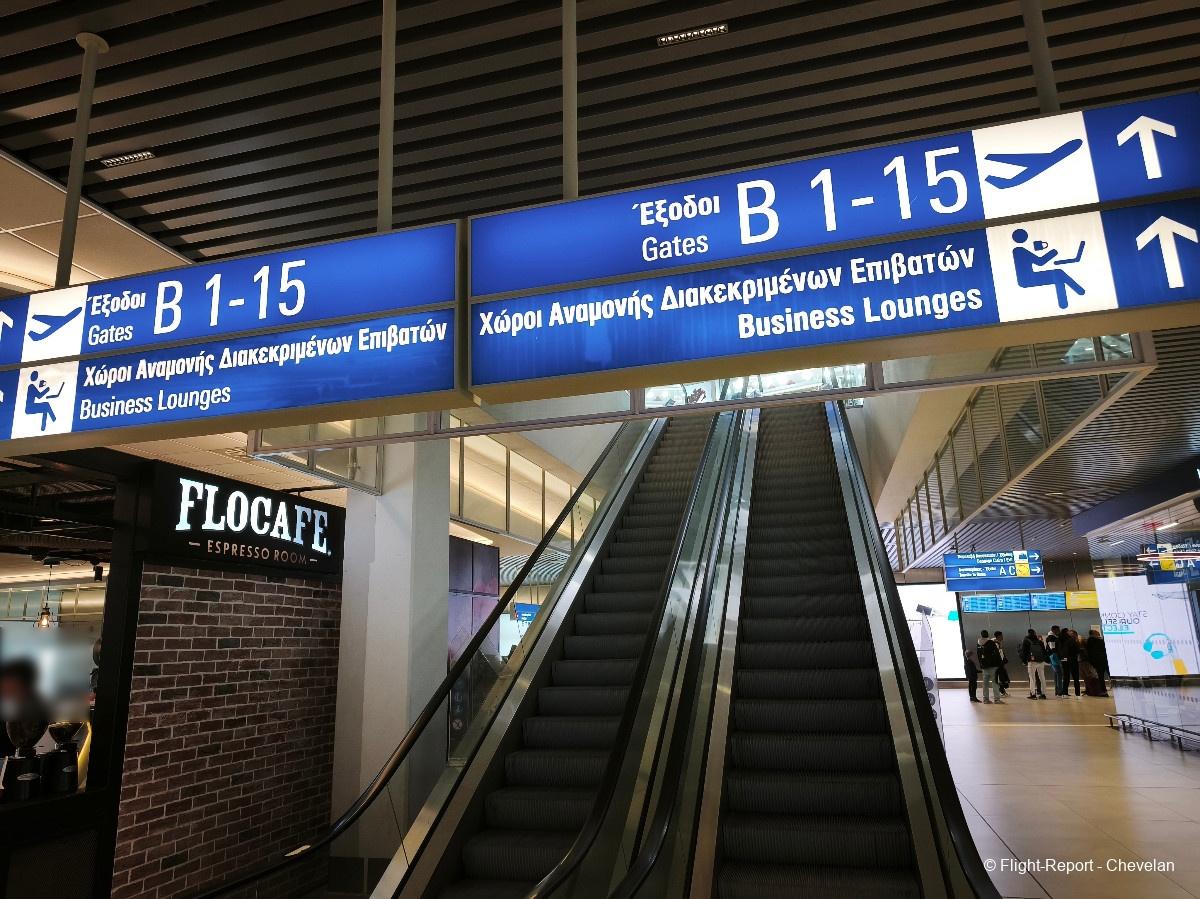 Έξοδοι
Gates
B 1-15
Χώροι Αναμονής Διακεκριμένων Επιβατών
Business Lounges
Έξοδοι
Gates
B 1-15
Χώροι Αναμονής Διακεκριμένων Επιβατών
Business Lounges
FLOCAFE
ESPRESSO ROOM
A C
© Flight-Report - Chevelan